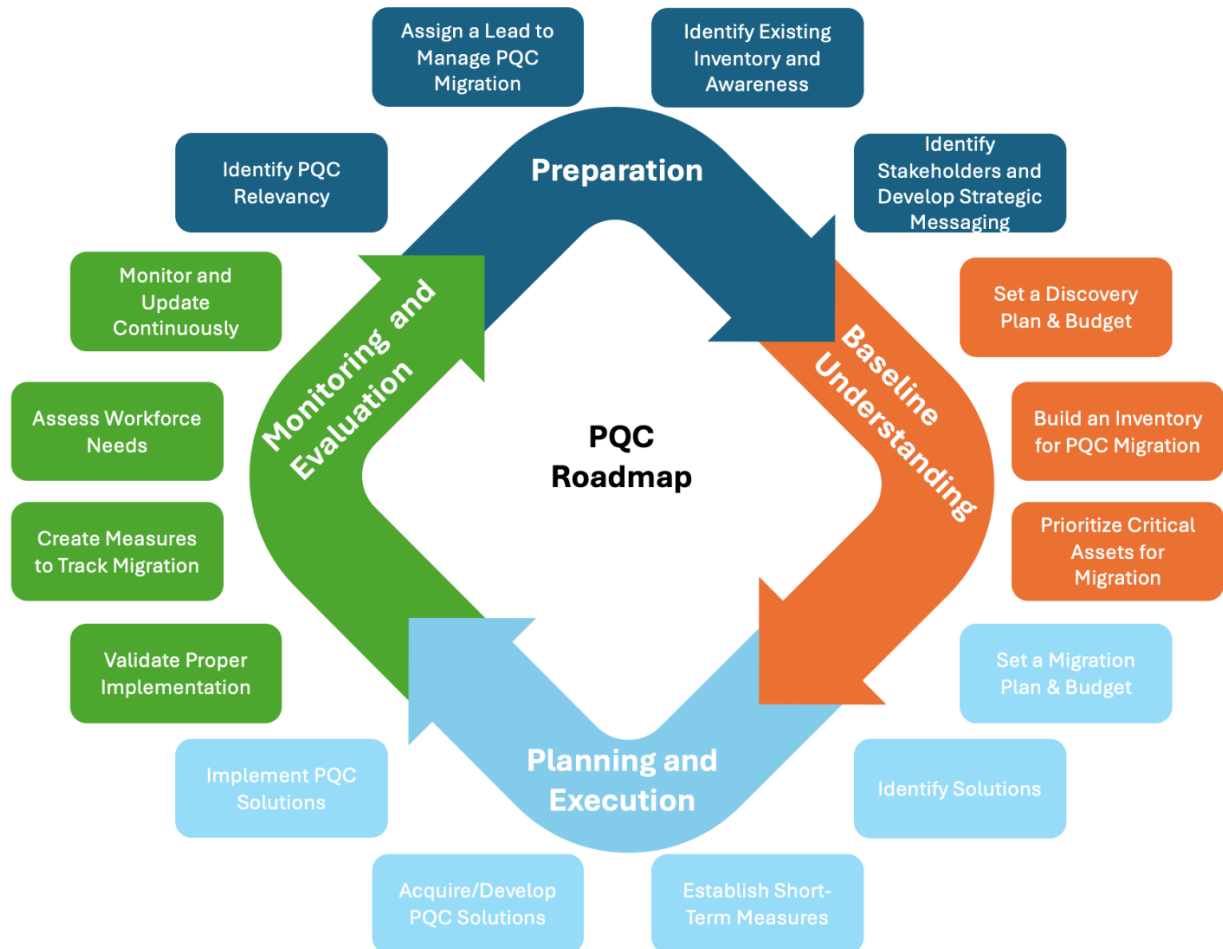 Assign a Lead to
Manage PQC
Migration
Identify Existing
Inventory and
Awareness
Identify PQC
Relevancy
Preparation
Identify
Stakeholders and
Develop Strategic
Messaging
Monitor and
Update
Continuously
Set a Discovery
Plan & Budget
Monitoring and
Evaluation
Baseline
Understanding
Assess Workforce
Needs
PQC
Roadmap
Build an Inventory
for PQC Migration
Create Measures
to Track Migration
Prioritize Critical
Assets for
Migration
Validate Proper
Implementation
Set a Migration
Plan & Budget
Implement PQC
Solutions
Planning and
Execution
Identify Solutions
Acquire/Develop
PQC Solutions
Establish Short-
Term Measures